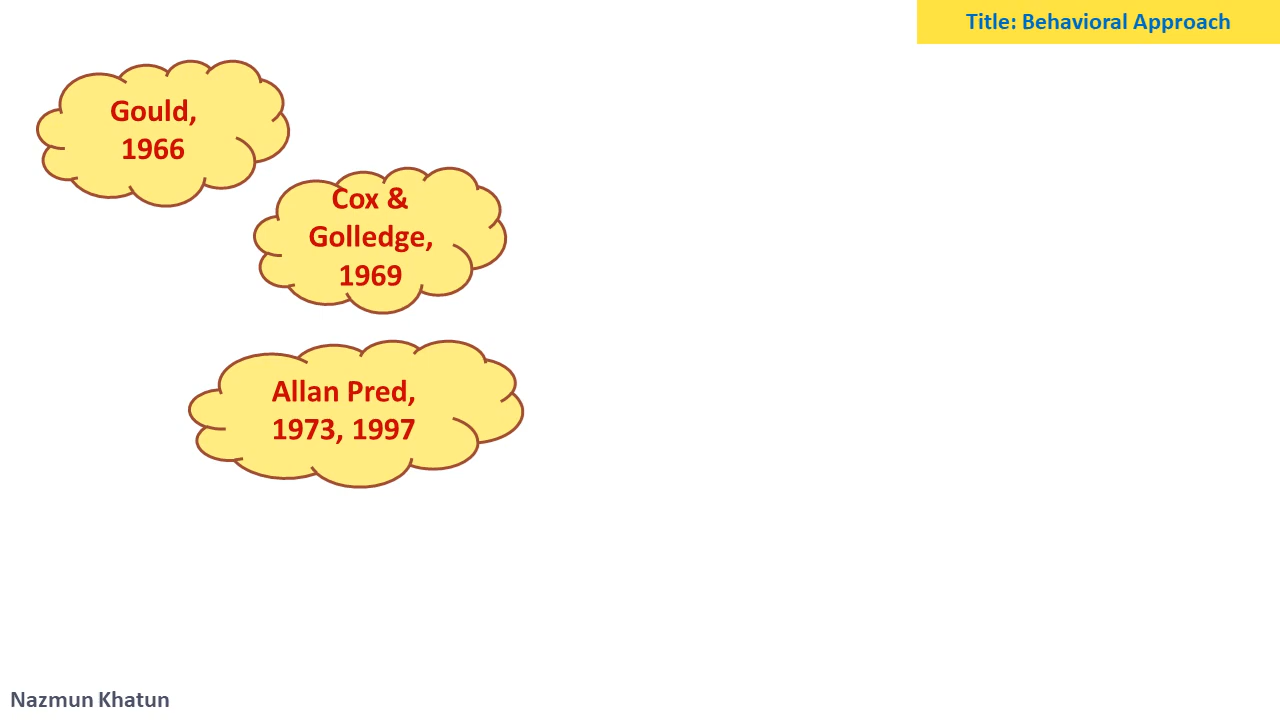 Title: Behavioral Approach
Gould,
1966
Cox &
Golledge,
1969
Allan Pred,
1973, 1997
Nazmun Khatun